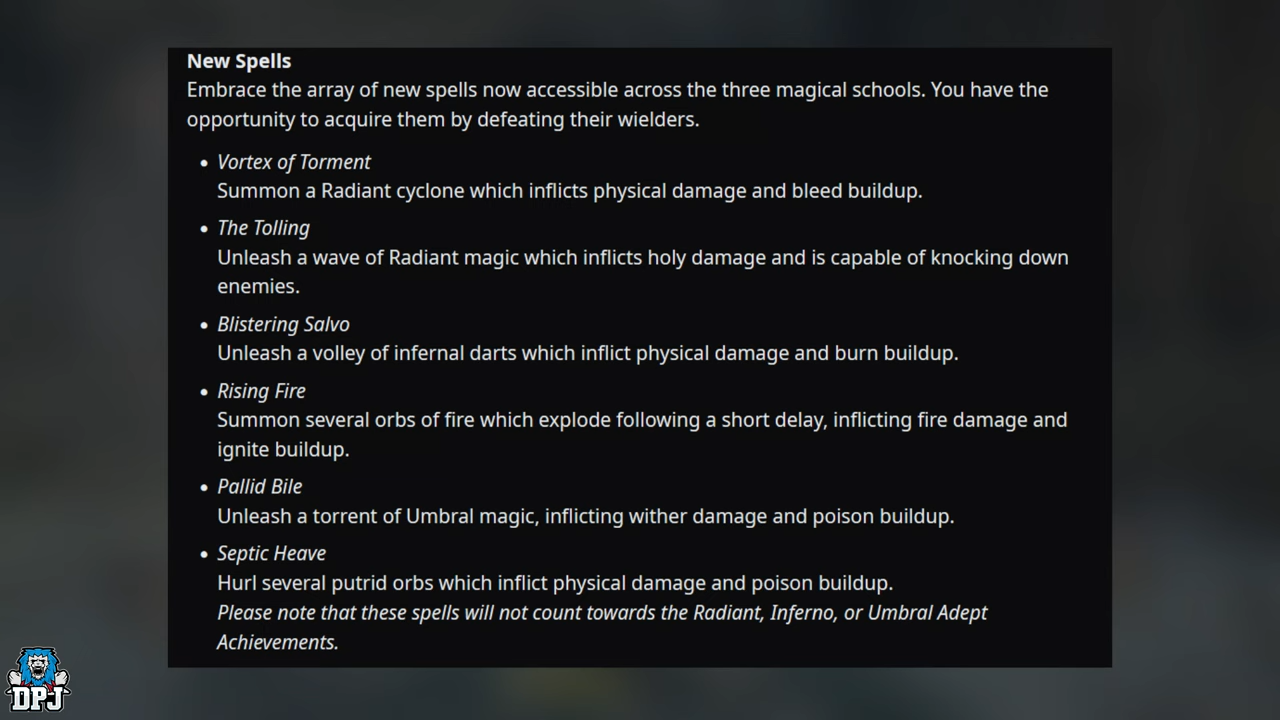 New Spells
Embrace the array of new spells now accessible across the three magical schools. You have the
opportunity to acquire them by defeating their wielders.
• Vortex of Torment
Summon a Radiant cyclone which inflicts physical damage and bleed buildup.
• The Tolling
Unleash a wave of Radiant magic which inflicts holy damage and is capable of knocking down
enemies.
• Blistering Salvo
Unleash a volley of infernal darts which inflict physical damage and burn buildup.
• Rising Fire
Summon several orbs of fire which explode following a short delay, inflicting fire damage and
ignite buildup.
• Pallid Bile
Unleash a torrent of Umbral magic, inflicting wither damage and poison buildup.
• Septic Heave
Hurl several putrid orbs which inflict physical damage and poison buildup.
Please note that these spells will not count towards the Radiant, Inferno, or Umbral Adept
Achievements.
DPJ